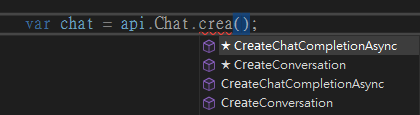 var chat = api.Chat.crea();
★ CreateChatCompletionAsync
★ CreateConversation
CreateChatCompletionAsync
CreateConversation